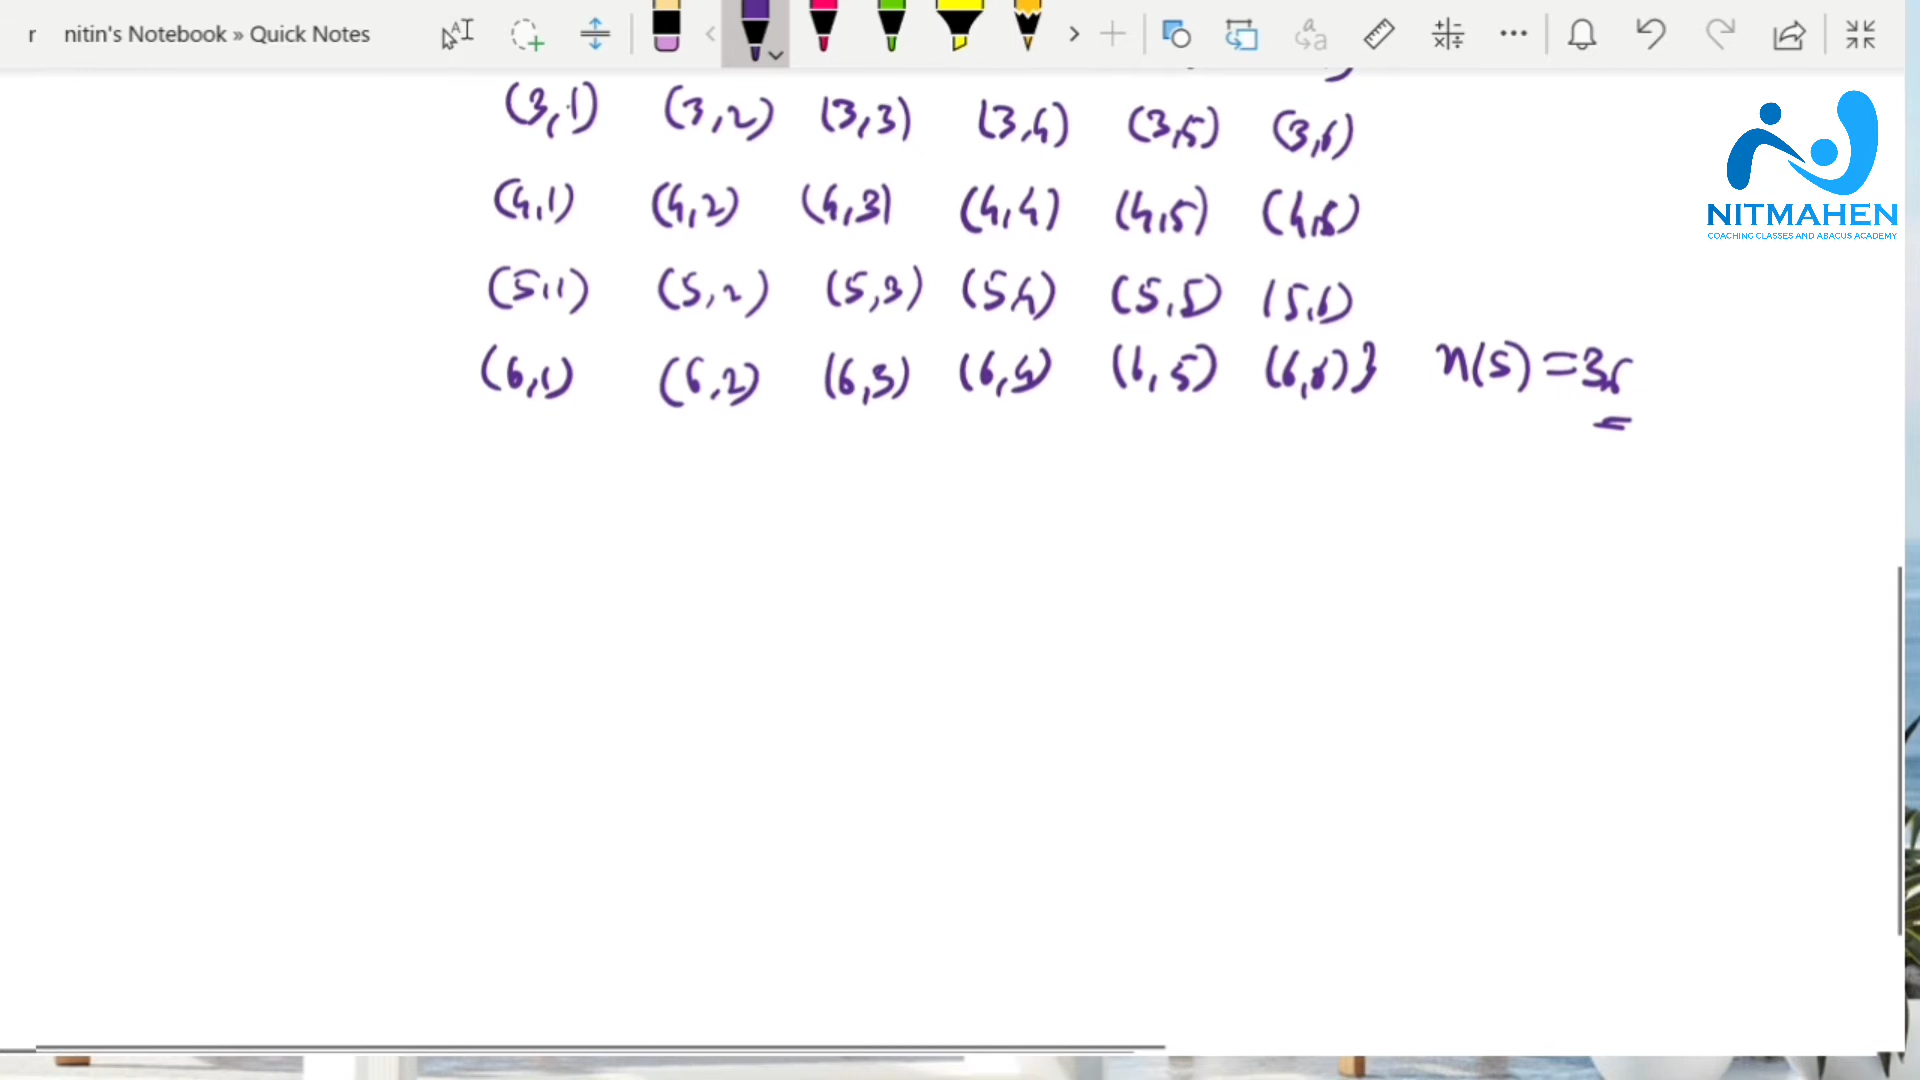 r nitin's Notebook » Quick Notes
(3,1) (3,2) (3,3) (3,4) (3,5) (3,6)
(4,1) (4,2) (4,3) (4,4) (4,5) (4,6)
(5,1) (5,2) (5,3) (5,4) (5,5) (5,6)
(6,1) (6,2) (6,3) (6,4) (6,5) (6,6)} n(S) = 36
NITMAHEN
COACHING CLASSES AND ABACUS ACADEMY